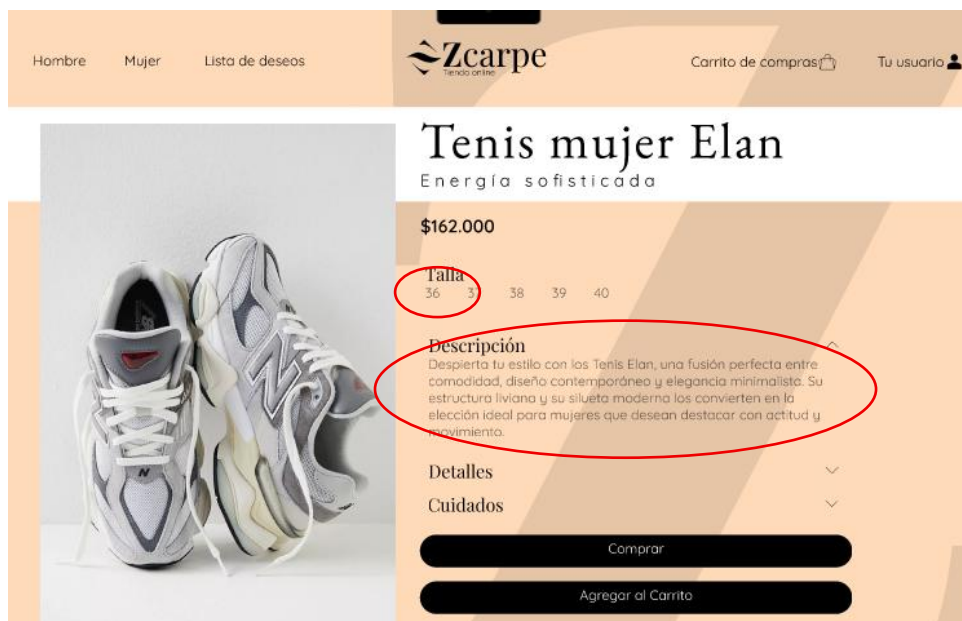 Hombre Mujer Lista de deseos
Zcarpe
Tienda online
Carrito de compras
Tu usuario
Tenis mujer Elan
Energía sofisticada
$162.000
Talla
36 37 38 39 40
Descripción
Despierta tu estilo con los Tenis Elan, una fusión perfecta entre
comodidad, diseño contemporáneo y elegancia minimalista. Su
estructura liviana y su silueta moderna los convierten en la
elección ideal para mujeres que desean destacar con actitud y
movimiento.
Detalles
Cuidados
Comprar
Agregar al Carrito
N